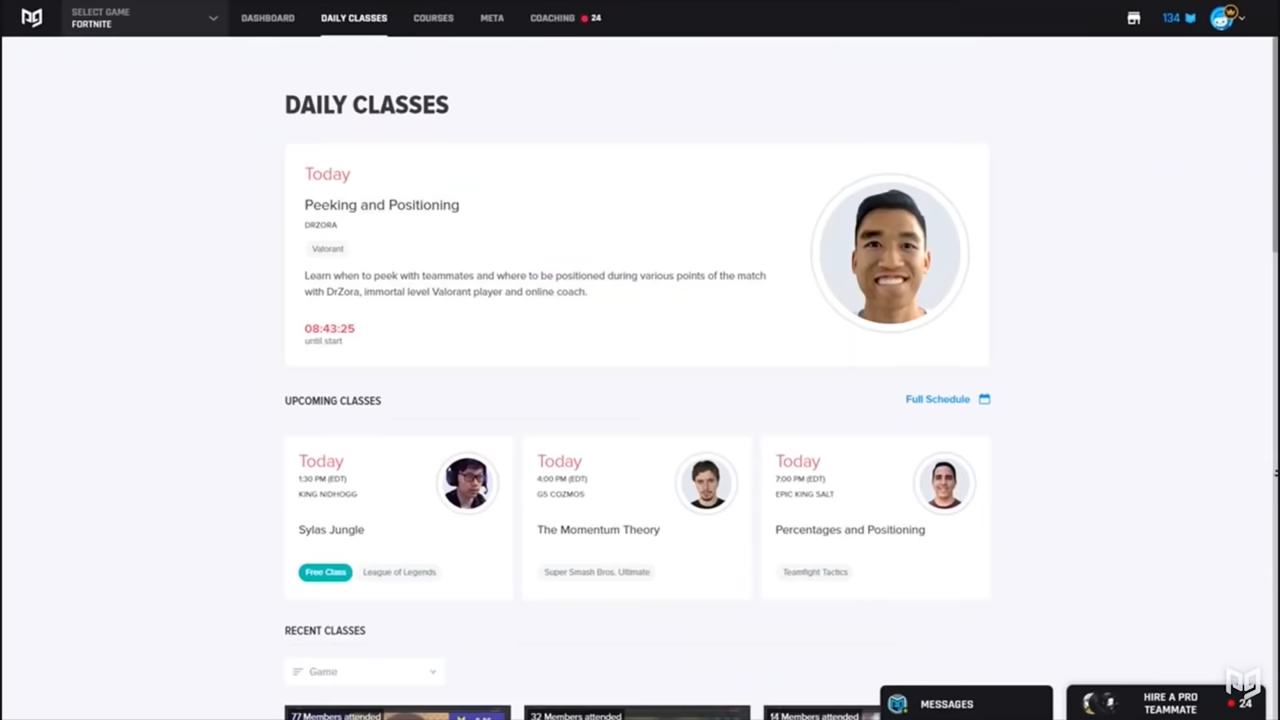 SELECT GAME
FORTNITE
DASHBOARD
DAILY CLASSES
COURSES
META
COACHING 24
134
DAILY CLASSES
Today
Peeking and Positioning
DRZORA
Valorant
Learn when to peek with teammates and where to be positioned during various points of the match
with DrZora, immortal level Valorant player and online coach.
08:43:25
until start
UPCOMING CLASSES
Full Schedule
Today
1:30 PM (EDT)
KING NIDHOGG
Sylas Jungle
Free Class
League of Legends
Today
4:00 PM (EDT)
GS COZMOS
The Momentum Theory
Super Smash Bros. Ultimate
Today
7:00 PM (EDT)
EPIC KING SALT
Percentages and Positioning
Teamfight Tactics
RECENT CLASSES
Game
77 Members attended
32 Members attended
14 Members attended
MESSAGES
HIRE A PRO
TEAMMATE
24